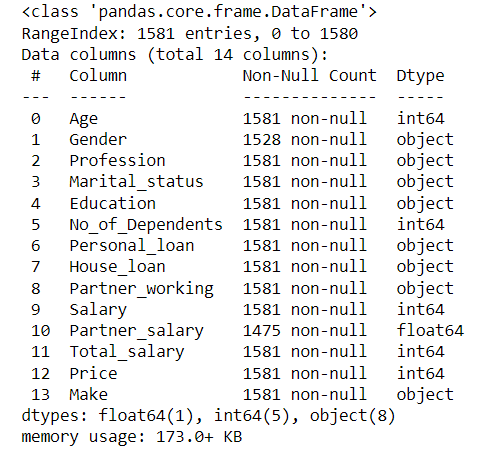 <class 'pandas.core.frame.DataFrame'>
RangeIndex: 1581 entries, 0 to 1580
Data columns (total 14 columns):
 #   Column            Non-Null Count  Dtype
---  ------            --------------  -----
 0   Age               1581 non-null   int64
 1   Gender            1528 non-null   object
 2   Profession        1581 non-null   object
 3   Marital_status    1581 non-null   object
 4   Education         1581 non-null   object
 5   No_of_Dependents  1581 non-null   int64
 6   Personal_loan     1581 non-null   object
 7   House_loan        1581 non-null   object
 8   Partner_working   1581 non-null   object
 9   Salary            1581 non-null   int64
 10  Partner_salary    1475 non-null   float64
 11  Total_salary      1581 non-null   int64
 12  Price             1581 non-null   int64
 13  Make              1581 non-null   object
dtypes: float64(1), int64(5), object(8)
memory usage: 173.0+ KB